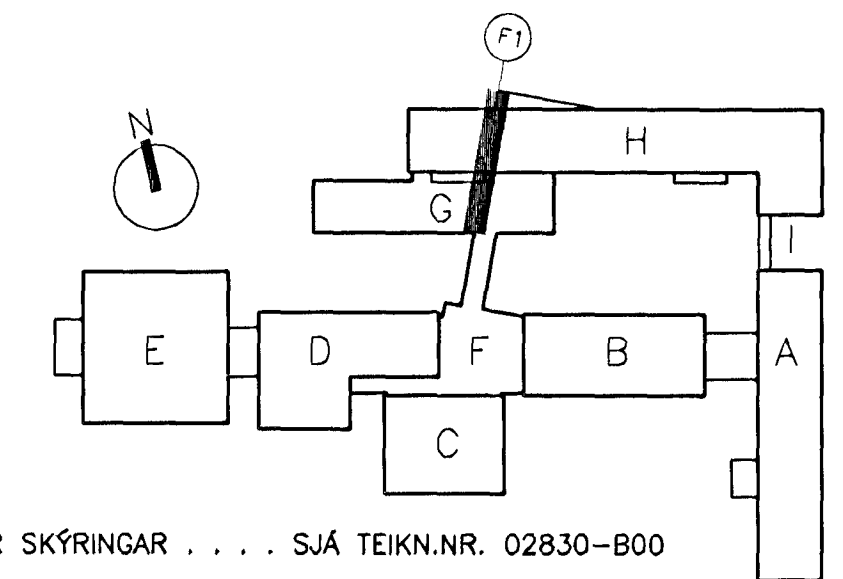 F1
N
H
G
I
E
D
F
B
A
C
SKÝRINGAR . . . . SJÁ TEIKN.NR. 02830-B00